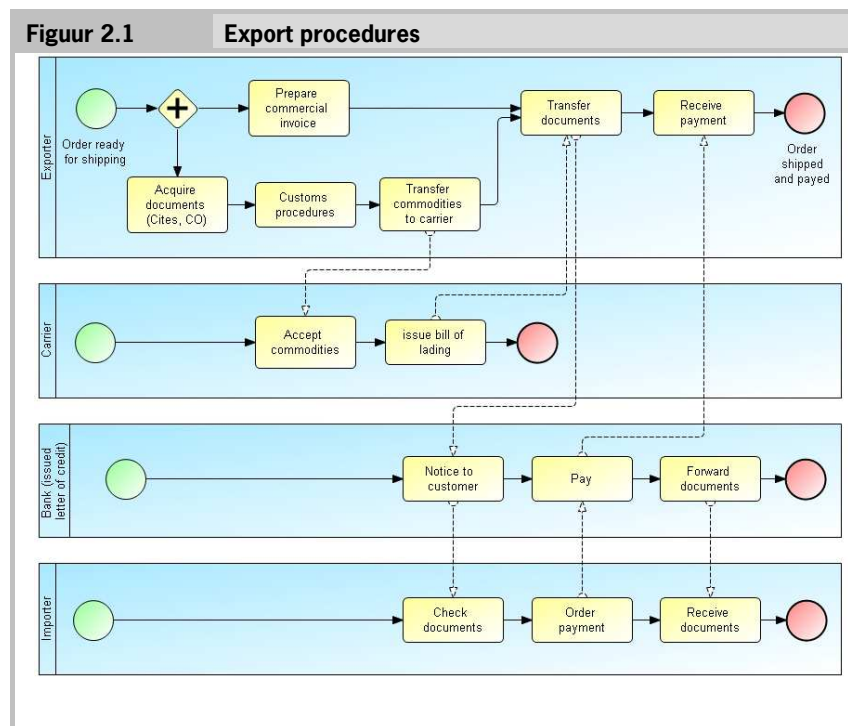 Figuur 2.1 Export procedures
Exporter
Order ready
for shipping
Prepare
commercial
invoice
Transfer
documents
Receive
payment
Order
shipped
and payed
Acquire
documents
(Cites, CO)
Customs
procedures
Transfer
commodities
to carrier
Carrier
Accept
commodities
issue bill of
lading
Bank (issued
letter of credit)
Notice to
customer
Pay
Forward
documents
Importer
Check
documents
Order
payment
Receive
documents